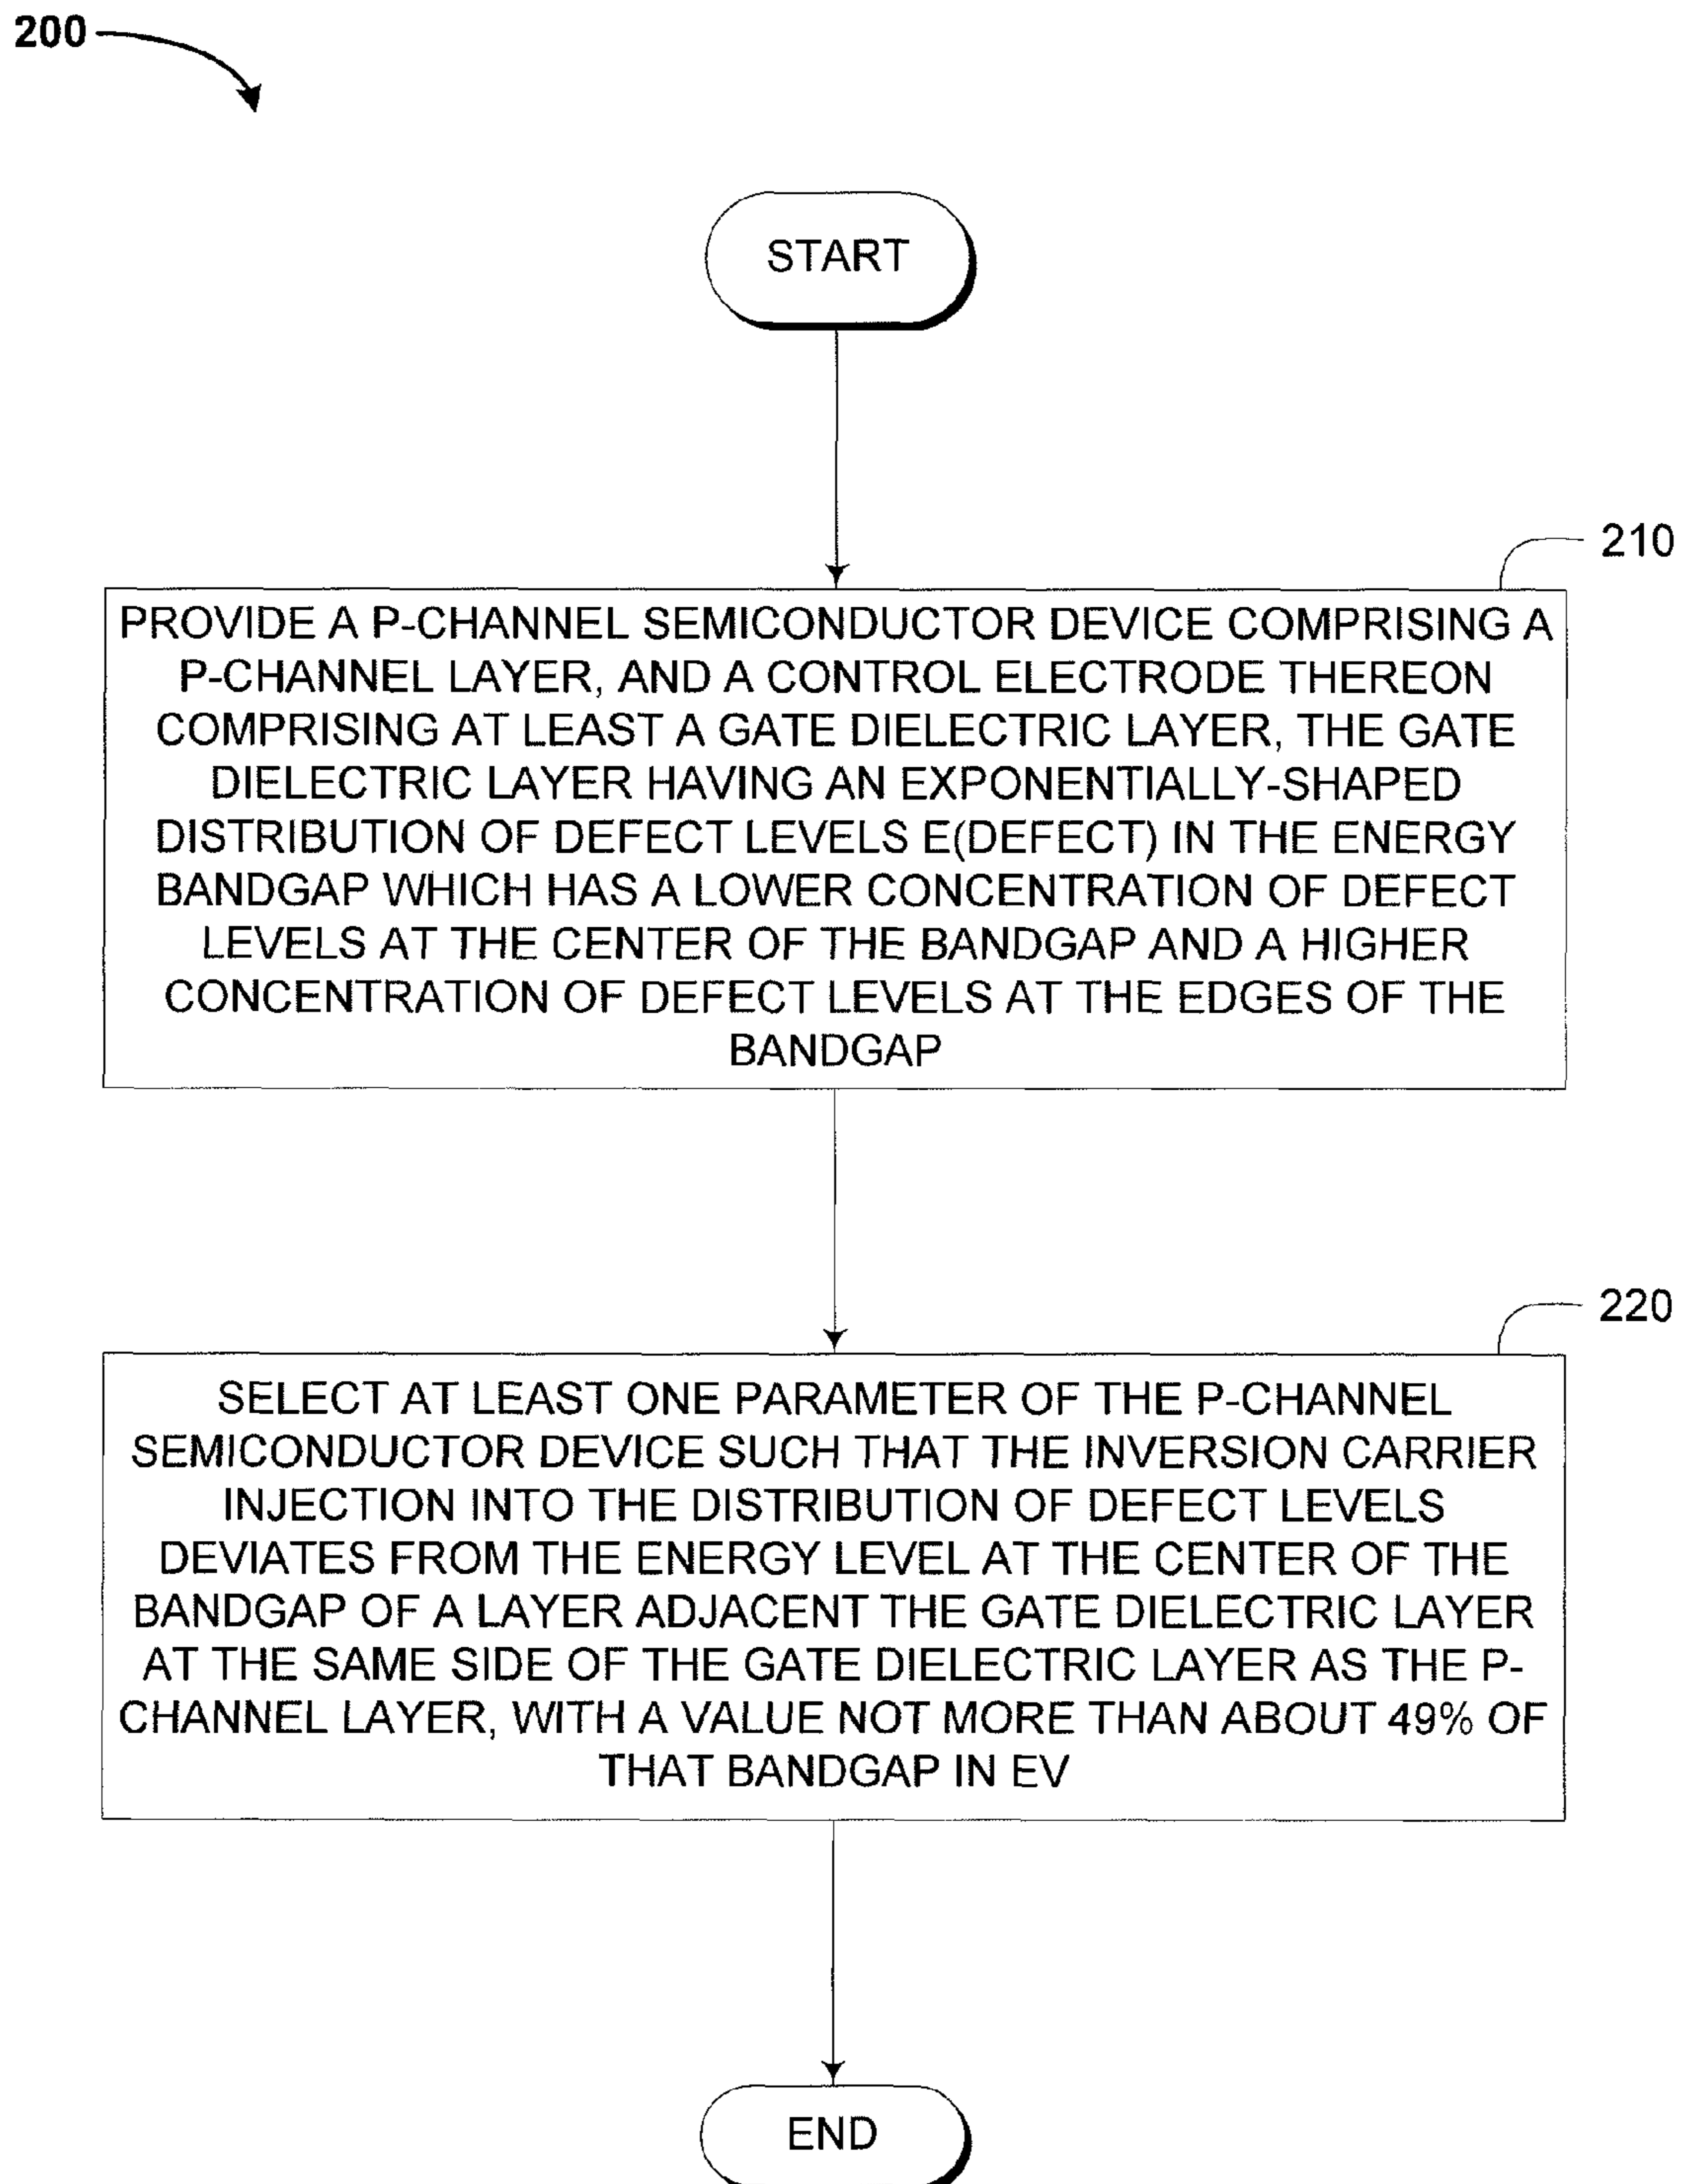 200
START
210
PROVIDE A P-CHANNEL SEMICONDUCTOR DEVICE COMPRISING A
P-CHANNEL LAYER, AND A CONTROL ELECTRODE THEREON
COMPRISING AT LEAST A GATE DIELECTRIC LAYER, THE GATE
DIELECTRIC LAYER HAVING AN EXPONENTIALLY-SHAPED
DISTRIBUTION OF DEFECT LEVELS E(DEFECT) IN THE ENERGY
BANDGAP WHICH HAS A LOWER CONCENTRATION OF DEFECT
LEVELS AT THE CENTER OF THE BANDGAP AND A HIGHER
CONCENTRATION OF DEFECT LEVELS AT THE EDGES OF THE
BANDGAP
220
SELECT AT LEAST ONE PARAMETER OF THE P-CHANNEL
SEMICONDUCTOR DEVICE SUCH THAT THE INVERSION CARRIER
INJECTION INTO THE DISTRIBUTION OF DEFECT LEVELS
DEVIATES FROM THE ENERGY LEVEL AT THE CENTER OF THE
BANDGAP OF A LAYER ADJACENT THE GATE DIELECTRIC LAYER
AT THE SAME SIDE OF THE GATE DIELECTRIC LAYER AS THE P-
CHANNEL LAYER, WITH A VALUE NOT MORE THAN ABOUT 49% OF
THAT BANDGAP IN EV
END